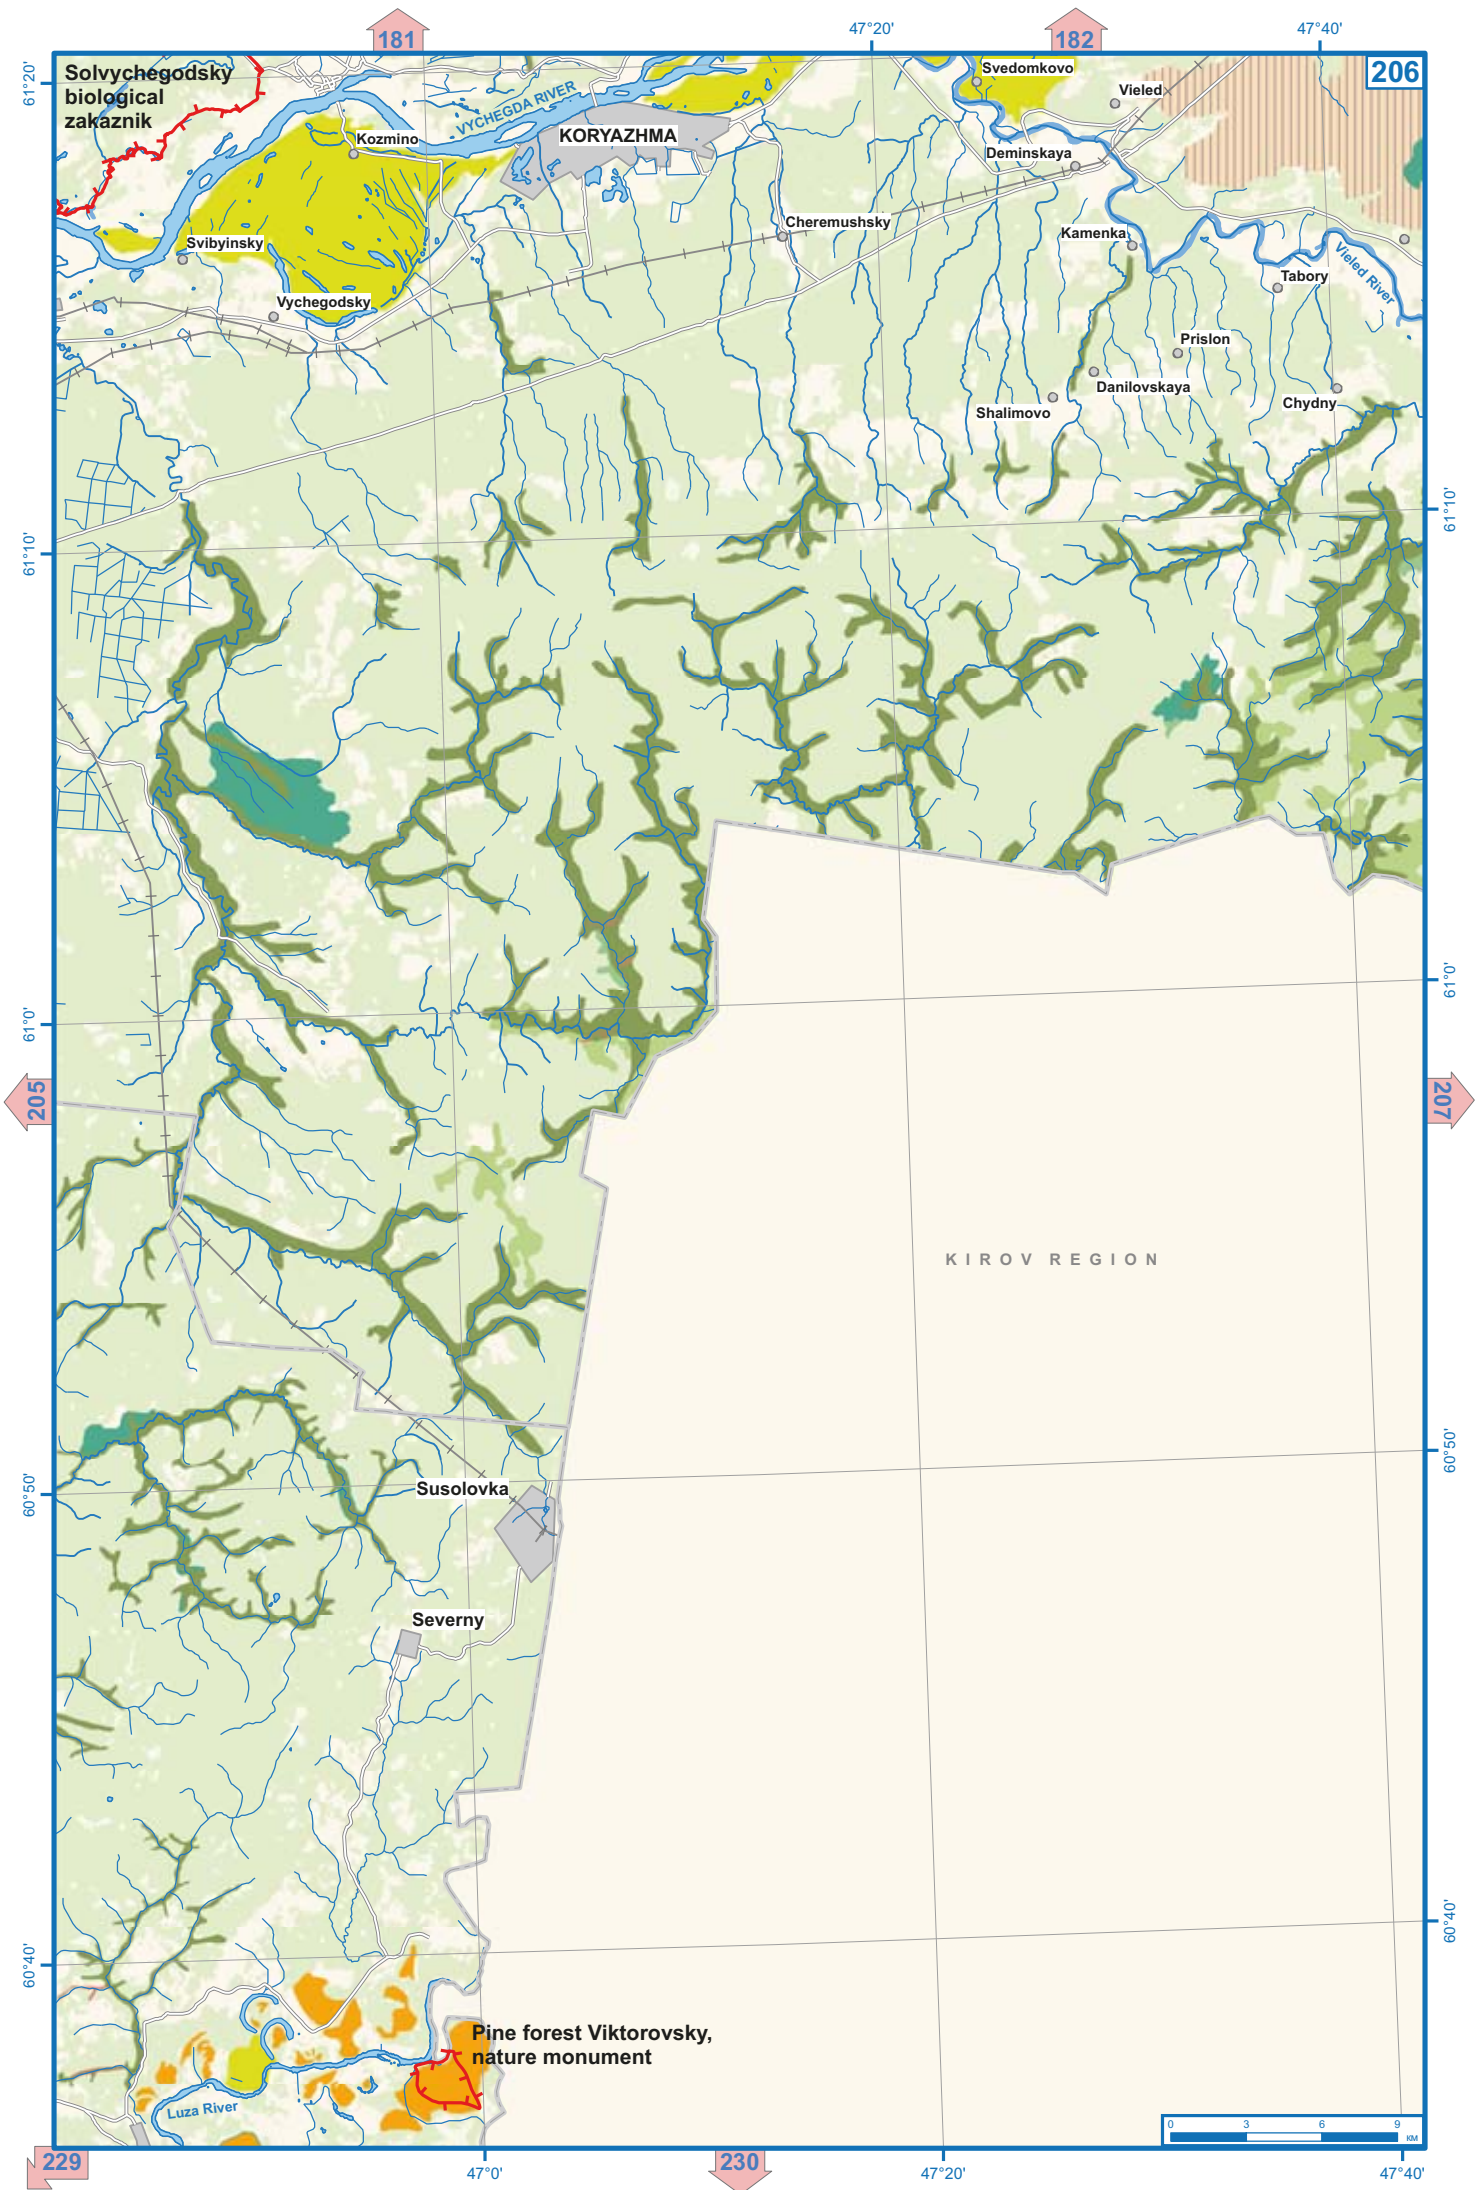 181
47°20'
182
47°40'
206
61°20'
Solvychegodsky
biological
zakaznik
VYCHEGDA RIVER
KORYAZHMA
Kozmino
Svedomkovo
Vieled
Deminskaya
Cheremushsky
Kamenka
Svibyinsky
Tabory
Vieled River
Vychegodsky
Prislon
Danilovskaya
Shalimovo
Chydny
61°10'
61°10'
61°0'
61°0'
205
207
KIROV REGION
60°50'
60°50'
Susolovka
Severny
60°40'
60°40'
Pine forest Viktorovsky,
nature monument
Luza River
0 3 6 9
км
229
47°0'
230
47°20'
47°40'